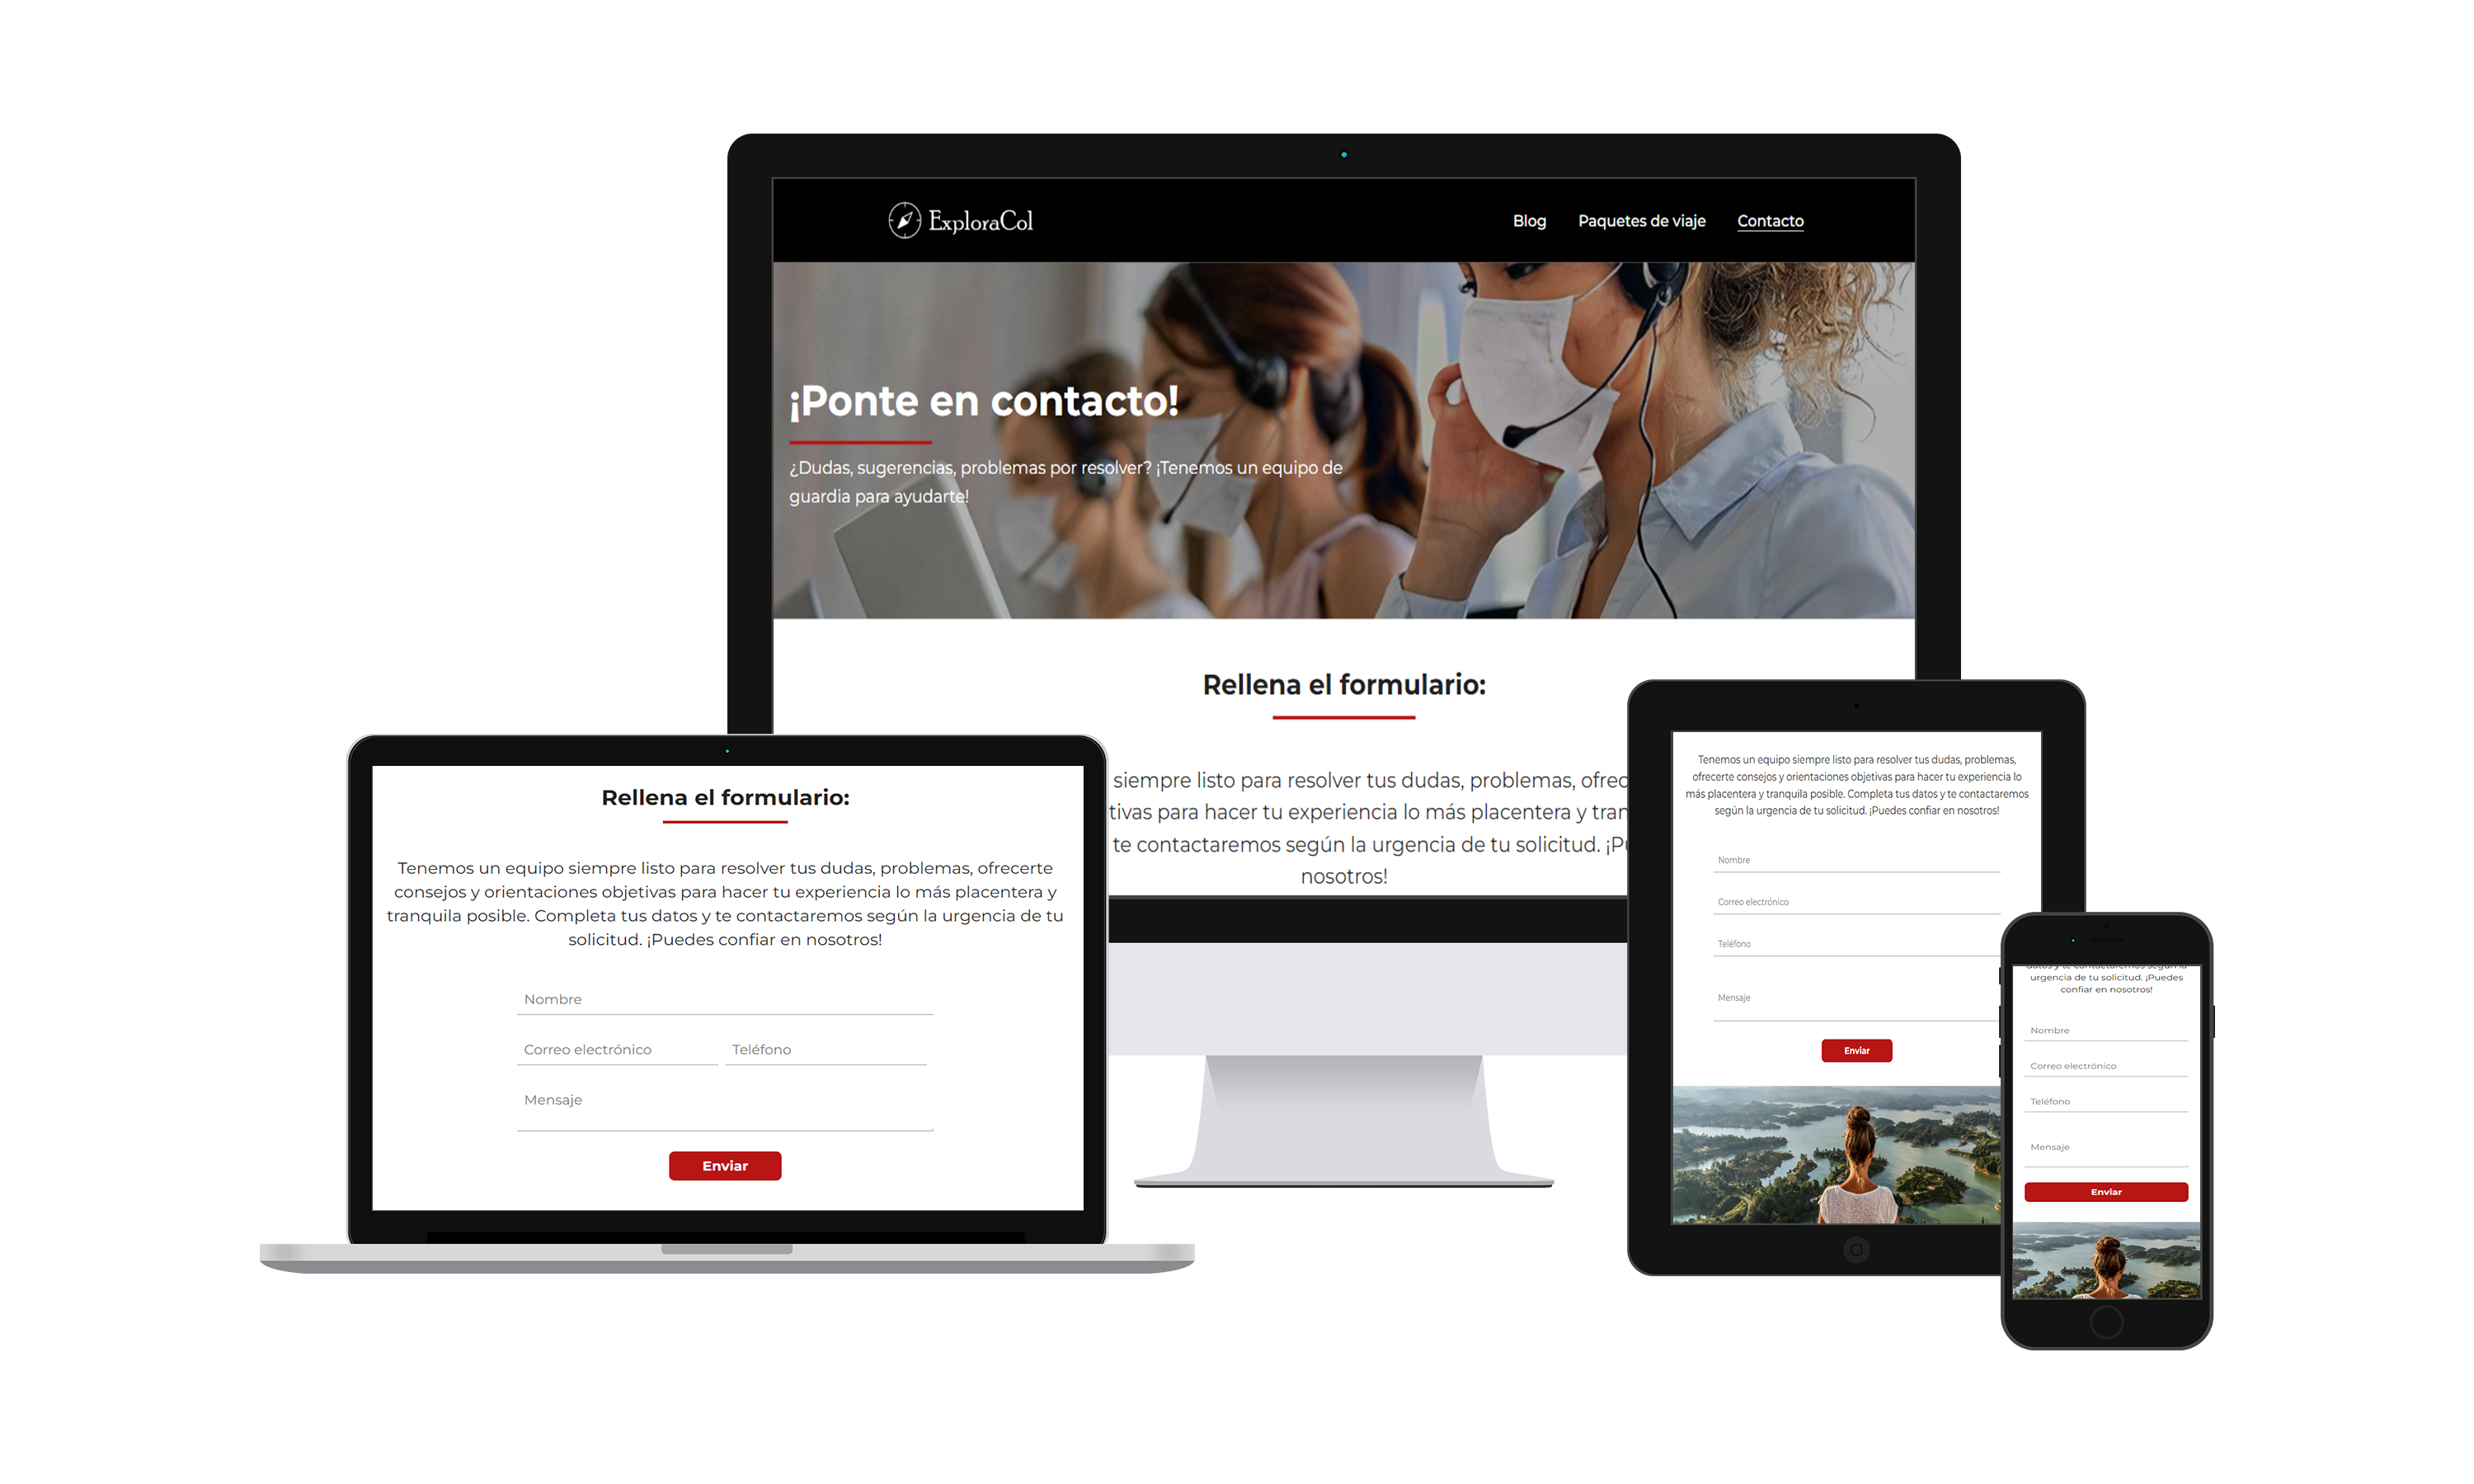 ExploraCol
Blog Paquetes de viaje Contacto
¡Ponte en contacto!
¿Dudas, sugerencias, problemas por resolver? ¡Tenemos un equipo de
guardia para ayudarte!
Rellena el formulario:
siempre listo para resolver tus dudas, problemas,
para hacer tu experiencia lo más placentera y
te contactaremos según la urgencia de tu solicitud.
nosotros!
Rellena el formulario:
Tenemos un equipo siempre listo para resolver tus dudas, problemas, ofrecerte
consejos y orientaciones objetivas para hacer tu experiencia lo más placentera y
tranquila posible. Completa tus datos y te contactaremos según la urgencia de tu
solicitud. ¡Puedes confiar en nosotros!
Nombre
Correo electrónico Teléfono
Mensaje
Enviar
Tenemos un equipo siempre listo para resolver tus dudas, problemas,
ofrecerte consejos y orientaciones objetivas para hacer tu experiencia lo
más placentera y tranquila posible. Completa tus datos y te contactaremos
según la urgencia de tu solicitud. ¡Puedes confiar en nosotros!
Nombre
Correo electrónico
Teléfono
Mensaje
Enviar
datos y te contactaremos según la
urgencia de tu solicitud. ¡Puedes
confiar en nosotros!
Nombre
Correo electrónico
Teléfono
Mensaje
Enviar